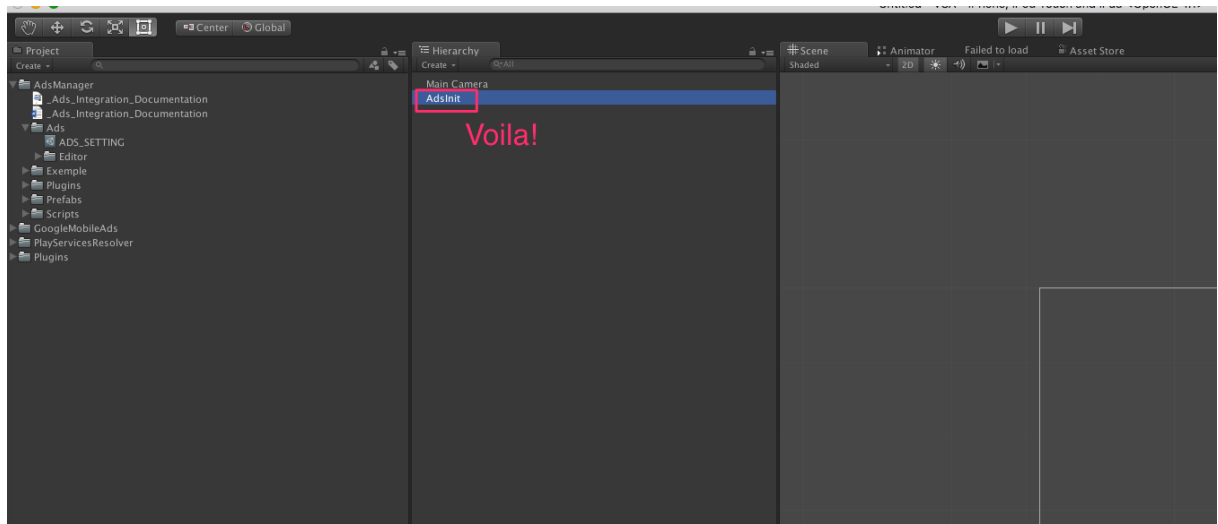 Center Global
Project
Hierarchy
Scene Animator Failed to load Asset Store
Create
Create All
Shaded 2D
AdsManager
_Ads_Integration_Documentation
_Ads_Integration_Documentation
Ads
ADS_SETTING
Editor
Exemple
Plugins
Prefabs
Scripts
GoogleMobileAds
PlayServicesResolver
Plugins
Main Camera
AdsInit
Voila!